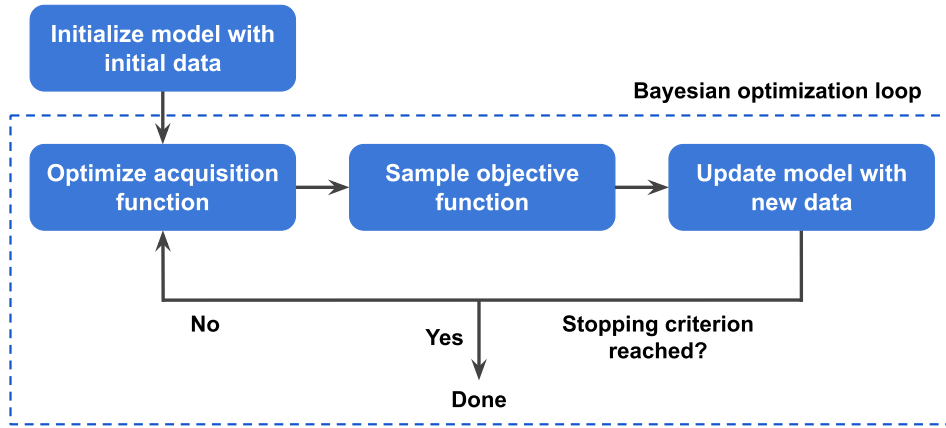 Initialize model with
initial data
Bayesian optimization loop
Optimize acquisition
function
Sample objective
function
Update model with
new data
No
Yes
Stopping criterion
reached?
Done